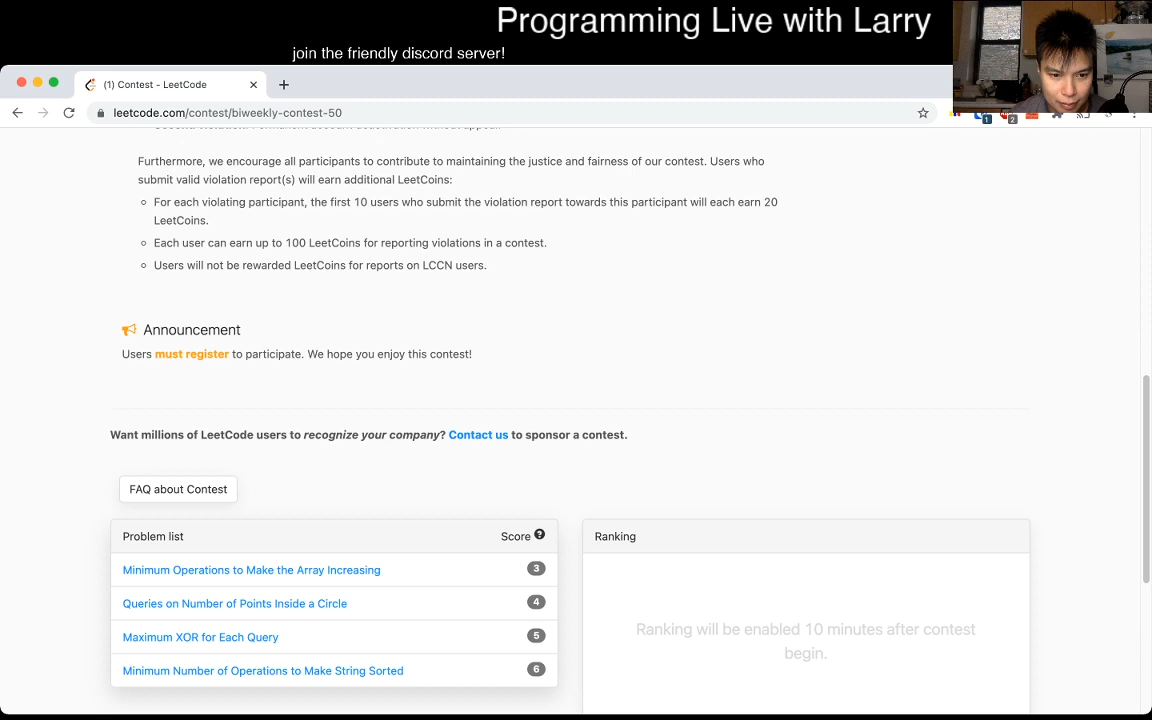 Programming Live with Larry
join the friendly discord server!
(1) Contest - LeetCode
leetcode.com/contest/biweekly-contest-50
Furthermore, we encourage all participants to contribute to maintaining the justice and fairness of our contest. Users who
submit valid violation report(s) will earn additional LeetCoins:
For each violating participant, the first 10 users who submit the violation report towards this participant will each earn 20
LeetCoins.
Each user can earn up to 100 LeetCoins for reporting violations in a contest.
Users will not be rewarded LeetCoins for reports on LCCN users.
Announcement
Users must register to participate. We hope you enjoy this contest!
Want millions of LeetCode users to recognize your company? Contact us to sponsor a contest.
FAQ about Contest
Problem list Score ?
Minimum Operations to Make the Array Increasing 3
Queries on Number of Points Inside a Circle 4
Maximum XOR for Each Query 5
Minimum Number of Operations to Make String Sorted 6
Ranking
Ranking will be enabled 10 minutes after contest
begin.
1
2